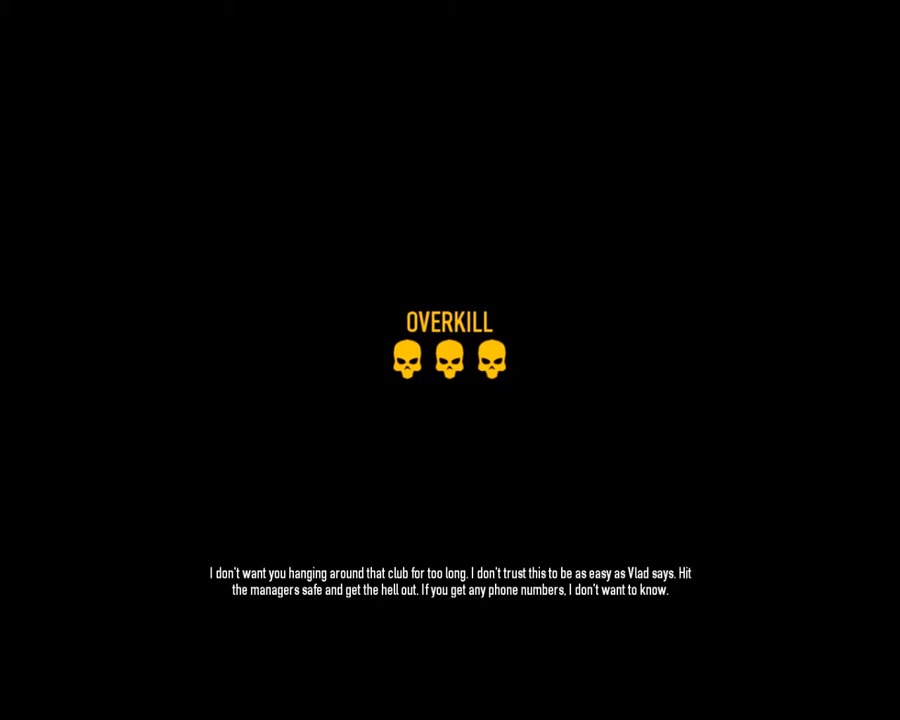 OVERKILL
I don't want you hanging around that club for too long. I don't trust this to be as easy as Vlad says. Hit
the managers safe and get the hell out. If you get any phone numbers, I don't want to know.